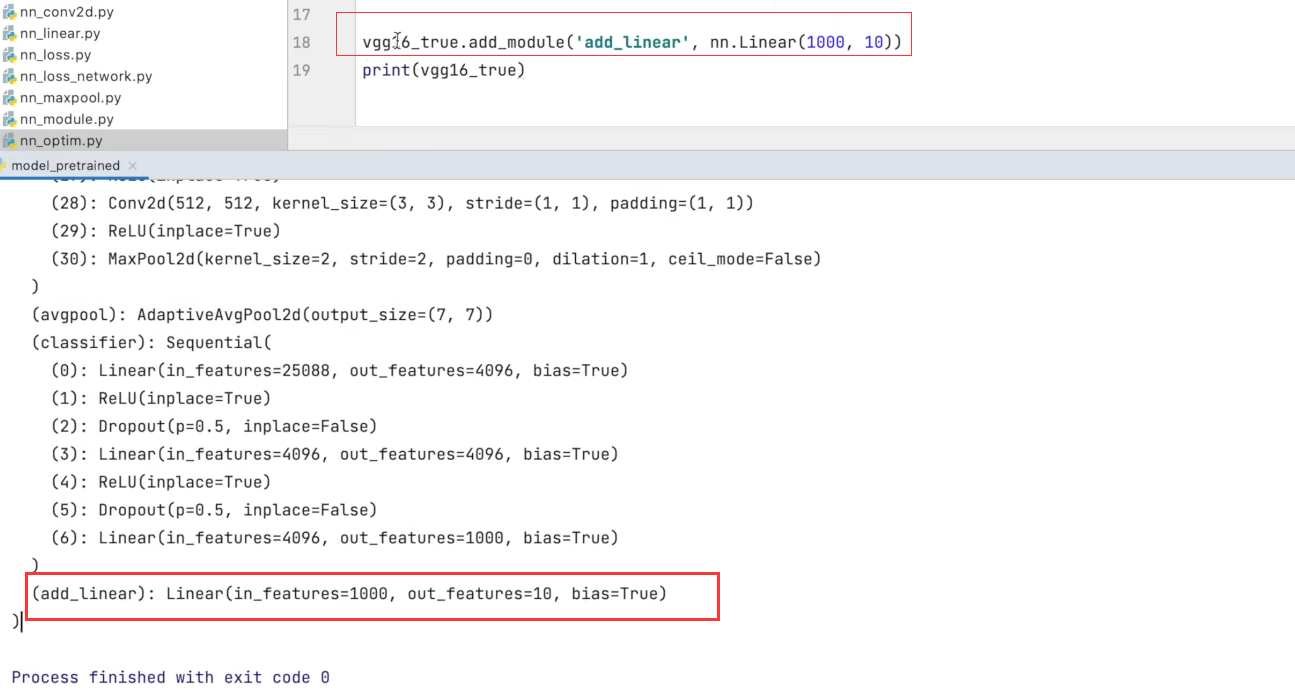 nn_conv2d.py
nn_linear.py
nn_loss.py
nn_loss_network.py
nn_maxpool.py
nn_module.py
nn_optim.py
17
18 vgg16_true.add_module('add_linear', nn.Linear(1000, 10))
19 print(vgg16_true)
model_pretrained
(28): Conv2d(512, 512, kernel_size=(3, 3), stride=(1, 1), padding=(1, 1))
(29): ReLU(inplace=True)
(30): MaxPool2d(kernel_size=2, stride=2, padding=0, dilation=1, ceil_mode=False)
)
(avgpool): AdaptiveAvgPool2d(output_size=(7, 7))
(classifier): Sequential(
(0): Linear(in_features=25088, out_features=4096, bias=True)
(1): ReLU(inplace=True)
(2): Dropout(p=0.5, inplace=False)
(3): Linear(in_features=4096, out_features=4096, bias=True)
(4): ReLU(inplace=True)
(5): Dropout(p=0.5, inplace=False)
(6): Linear(in_features=4096, out_features=1000, bias=True)
)
(add_linear): Linear(in_features=1000, out_features=10, bias=True)
)
Process finished with exit code 0